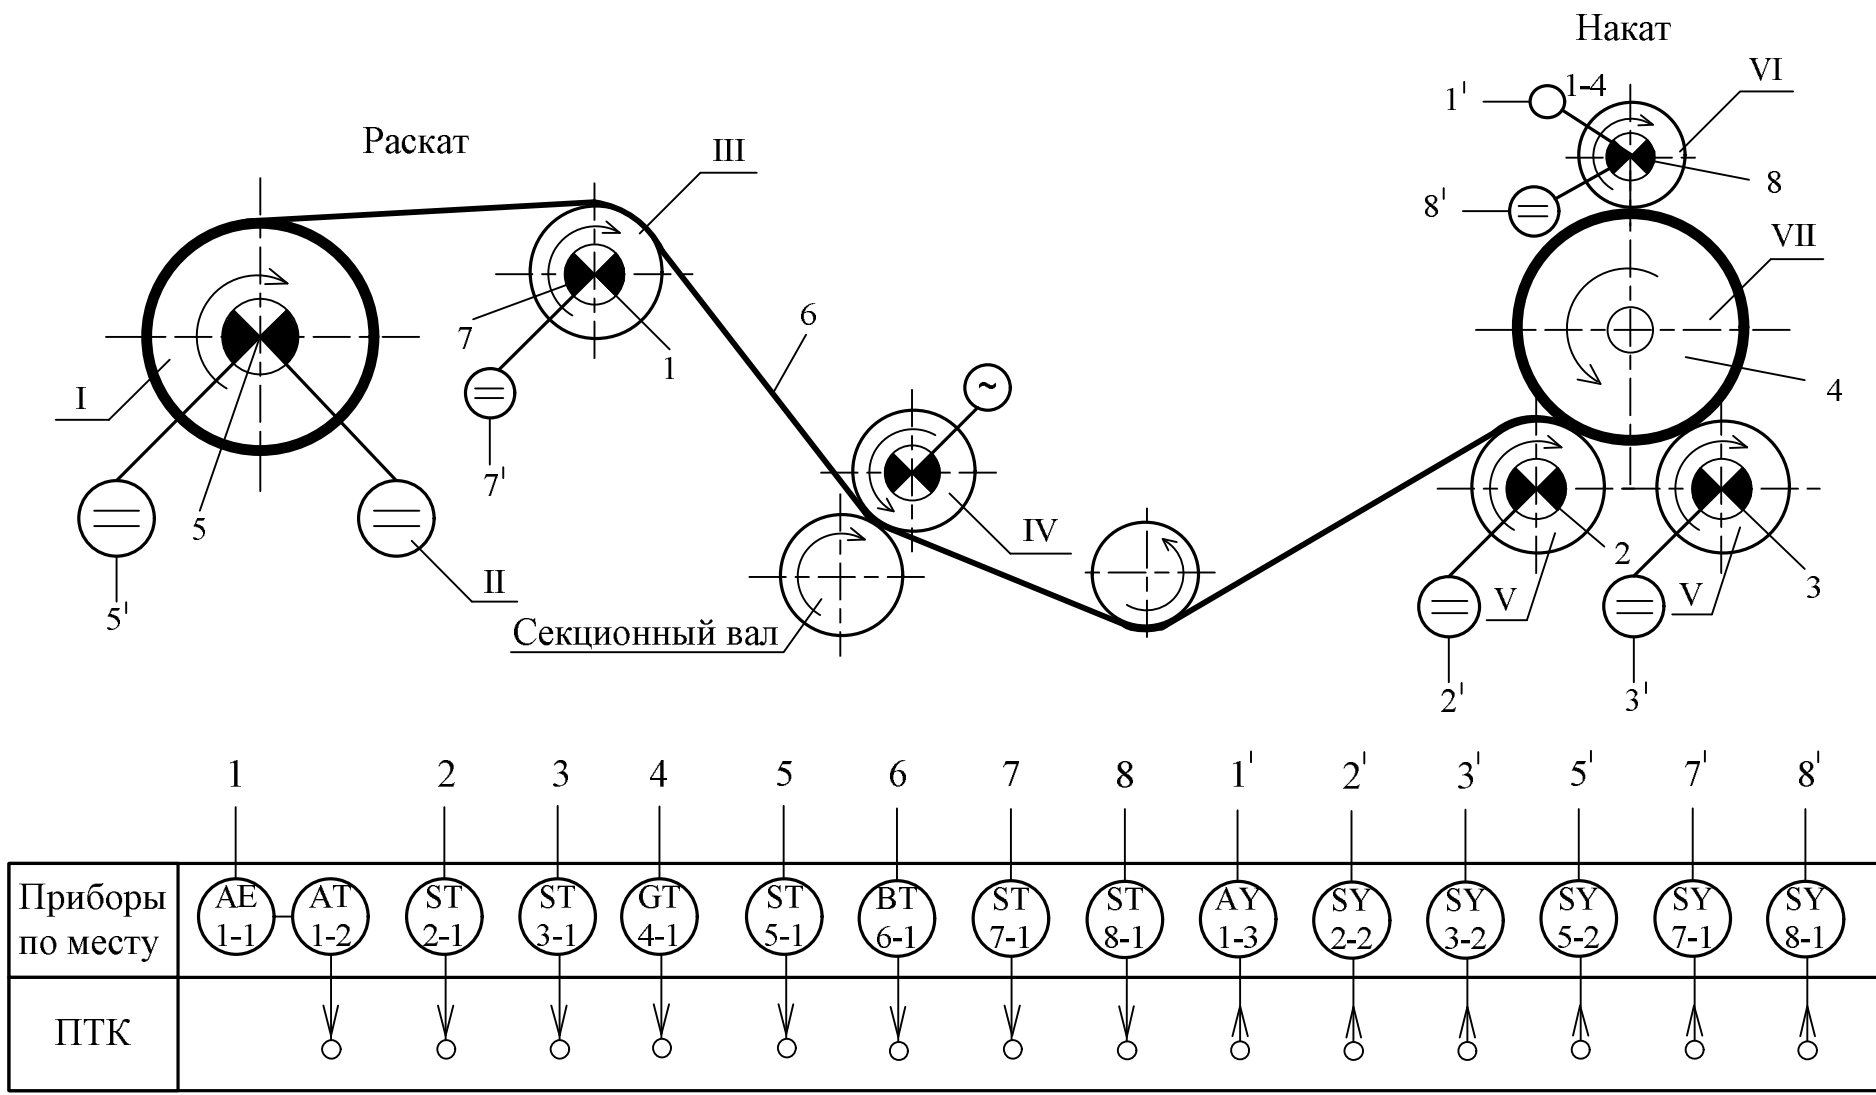 Накат
1'
1-4
VI
Раскат
III
8
8'
VII
6
7
1
4
I
7'
5
IV
II
2
3
V
V
5'
Секционный вал
2'
3'
1 2 3 4 5 6 7 8 1' 2' 3' 5' 7' 8'
Приборы по месту
AE 1-1
AT 1-2
ST 2-1
ST 3-1
GT 4-1
ST 5-1
BT 6-1
ST 7-1
ST 8-1
AY 1-3
SY 2-2
SY 3-2
SY 5-2
SY 7-1
SY 8-1
ПТК